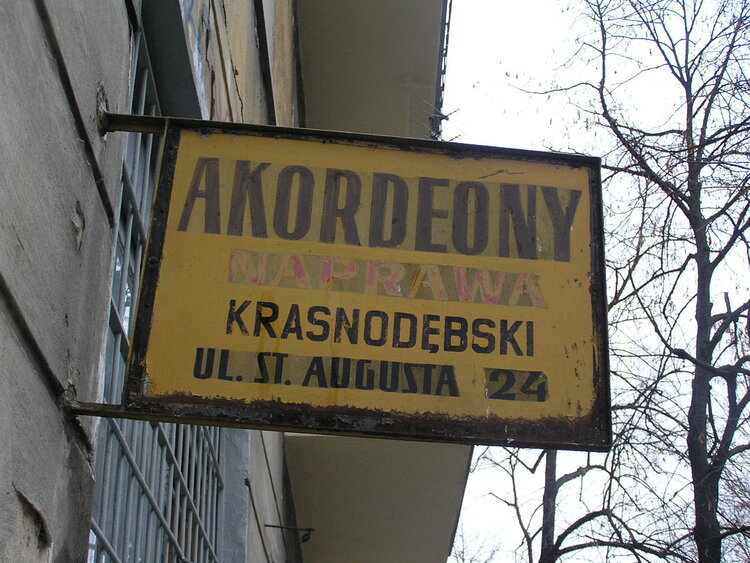 AKORDEONY
NAPRAWA
KRASNODĘBSKI
UL. ST. AUGUSTA 24